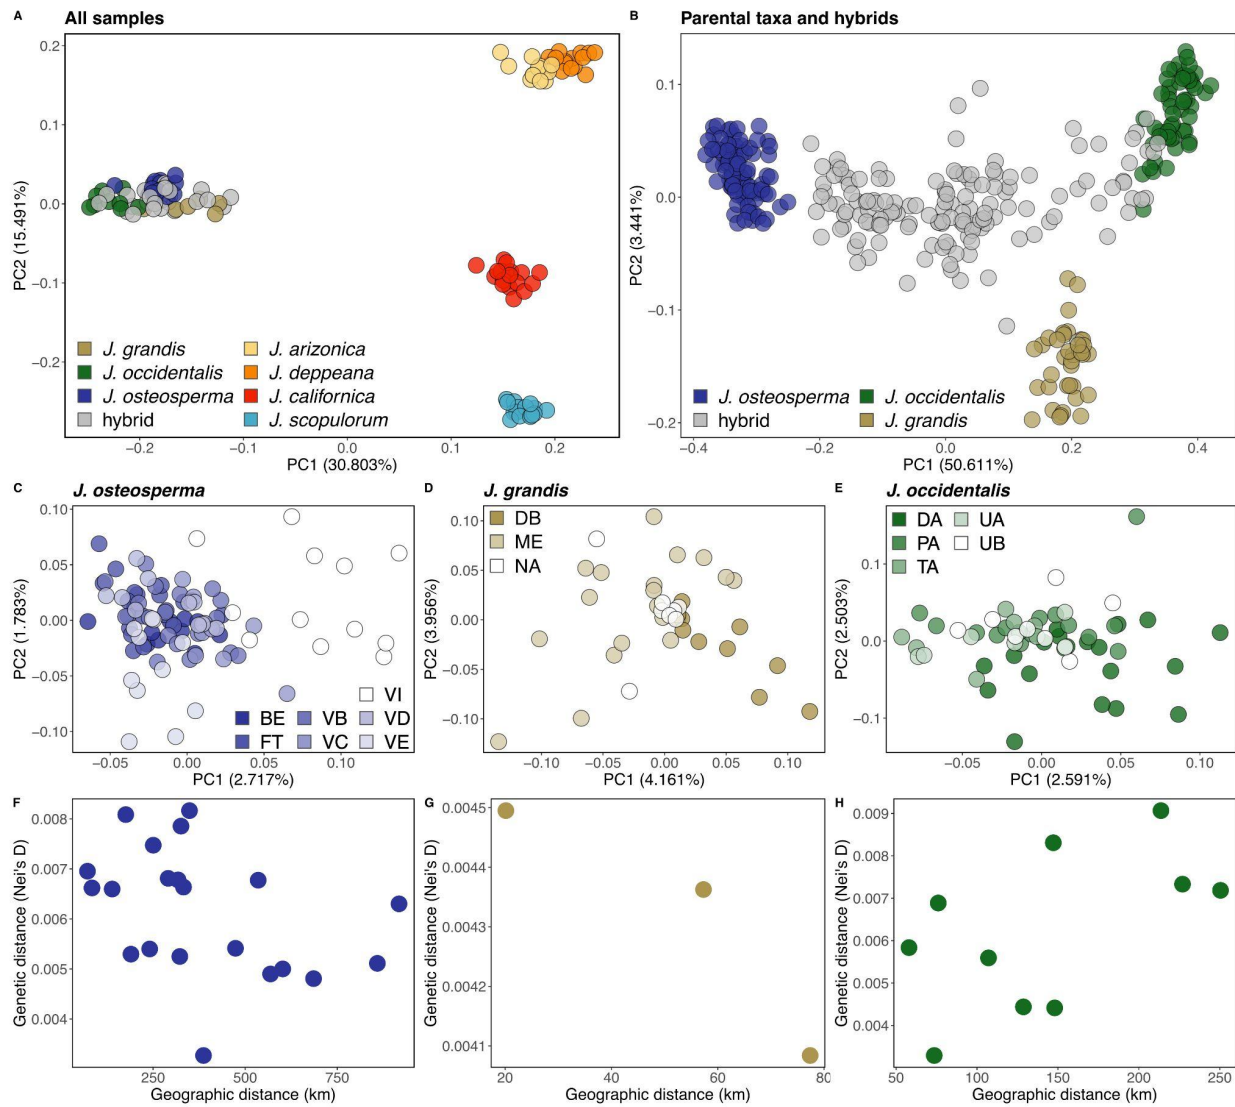 A All samples
0.2
0.1
0.0
−0.1
−0.2
PC2 (15.491%)
J. grandis J. arizonica
J. occidentalis J. deppeana
J. osteosperma J. californica
hybrid J. scopulorum
−0.2 −0.1 0.0 0.1 0.2
PC1 (30.803%)
B Parental taxa and hybrids
0.1
0.0
−0.1
−0.2
PC2 (3.441%)
J. osteosperma J. occidentalis
hybrid J. grandis
−0.4 −0.2 0.0 0.2 0.4
PC1 (50.611%)
C J. osteosperma
0.10
0.05
0.00
−0.05
−0.10
PC2 (1.783%)
VI
BE VB VD
FT VC VE
−0.05 0.00 0.05 0.10
PC1 (2.717%)
D J. grandis
0.10
0.05
0.00
−0.05
−0.10
PC2 (3.956%)
DB
ME
NA
−0.10 −0.05 0.00 0.05 0.10
PC1 (4.161%)
E J. occidentalis
0.1
0.0
−0.1
PC2 (2.503%)
DA UA
PA UB
TA
−0.05 0.00 0.05 0.10
PC1 (2.591%)
F
0.008
0.007
0.006
0.005
0.004
Genetic distance (Nei's D)
250 500 750
Geographic distance (km)
G
0.0045
0.0044
0.0043
0.0042
0.0041
Genetic distance (Nei's D)
20 40 60 80
Geographic distance (km)
H
0.009
0.008
0.007
0.006
0.005
0.004
Genetic distance (Nei's D)
50 100 150 200 250
Geographic distance (km)